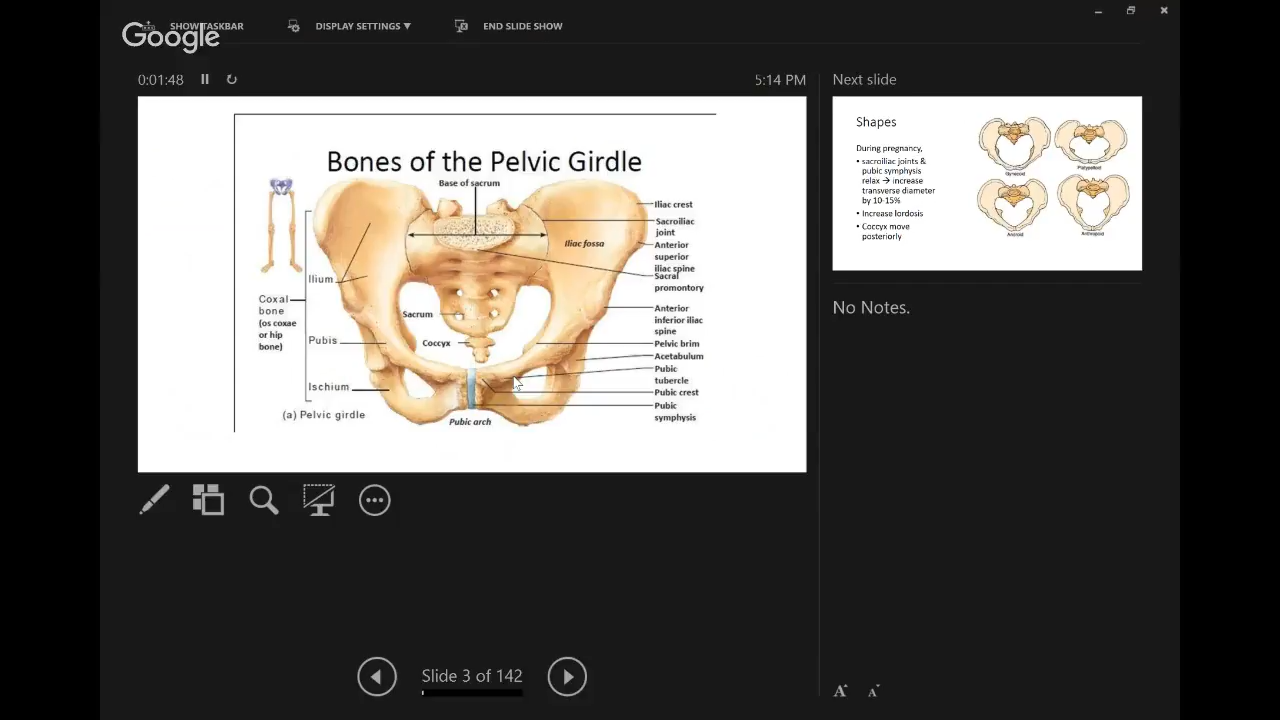 SHOW TASKBAR
DISPLAY SETTINGS ▼
END SLIDE SHOW
Google
0:01:48
5:14 PM
Bones of the Pelvic Girdle
Base of sacrum
Iliac crest
Sacroiliac
joint
Iliac fossa
Anterior
superior
iliac spine
Sacral
promontory
Ilium
Coxal
bone
(os coxae
or hip
bone)
Sacrum
Anterior
inferior iliac
spine
Pubis
Coccyx
Pelvic brim
Acetabulum
Pubic
tubercle
Ischium
Pubic crest
Pubic
symphysis
(a) Pelvic girdle
Pubic arch
Next slide
Shapes
During pregnancy,
• sacroiliac joints &
pubic symphysis
relax → increase
transverse diameter
by 10-15%
• Increase lordosis
• Coccyx move
posteriorly
Gynecoid
Platypelloid
Android
Anthropoid
No Notes.
Slide 3 of 142
A
A